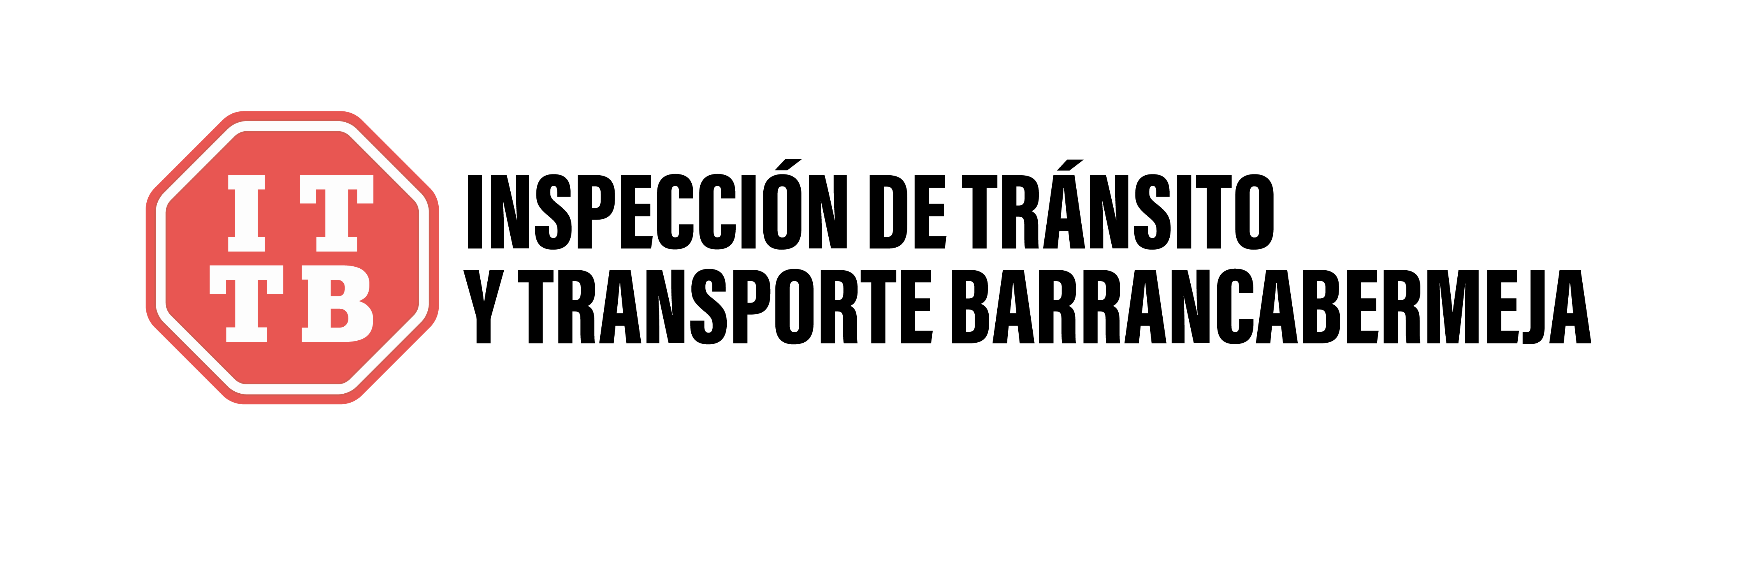 I T
T B
INSPECCIÓN DE TRÁNSITO
Y TRANSPORTE BARRANCABERMEJA